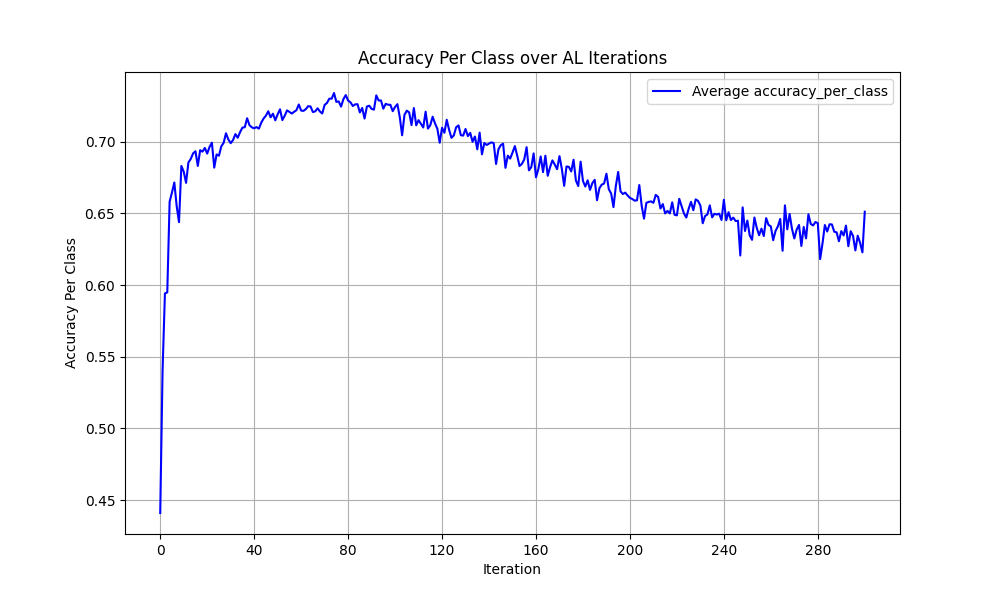 Accuracy Per Class over AL Iterations
Average accuracy_per_class
Accuracy Per Class
0.70
0.65
0.60
0.55
0.50
0.45
0 40 80 120 160 200 240 280
Iteration